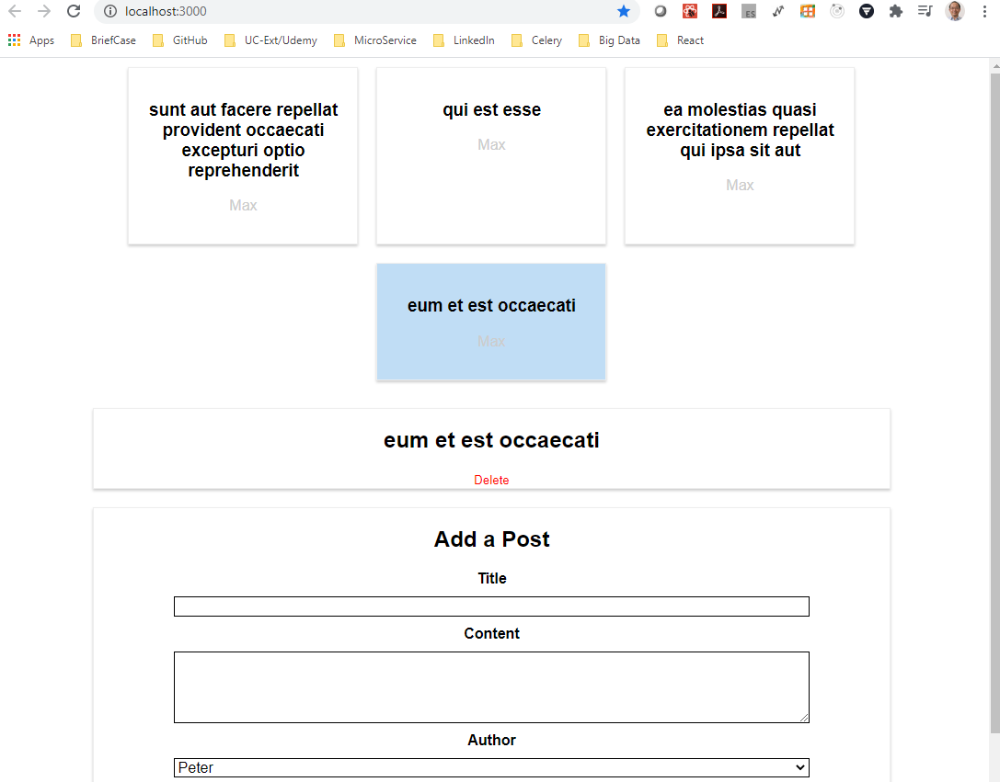 localhost:3000
ES
Apps BriefCase GitHub UC-Ext/Udemy MicroService LinkedIn Celery Big Data React
sunt aut facere repellat
provident occaecati
excepturi optio
reprehenderit
Max
qui est esse
Max
ea molestias quasi
exercitationem repellat
qui ipsa sit aut
Max
eum et est occaecati
Max
eum et est occaecati
Delete
Add a Post
Title
Content
Author
Peter